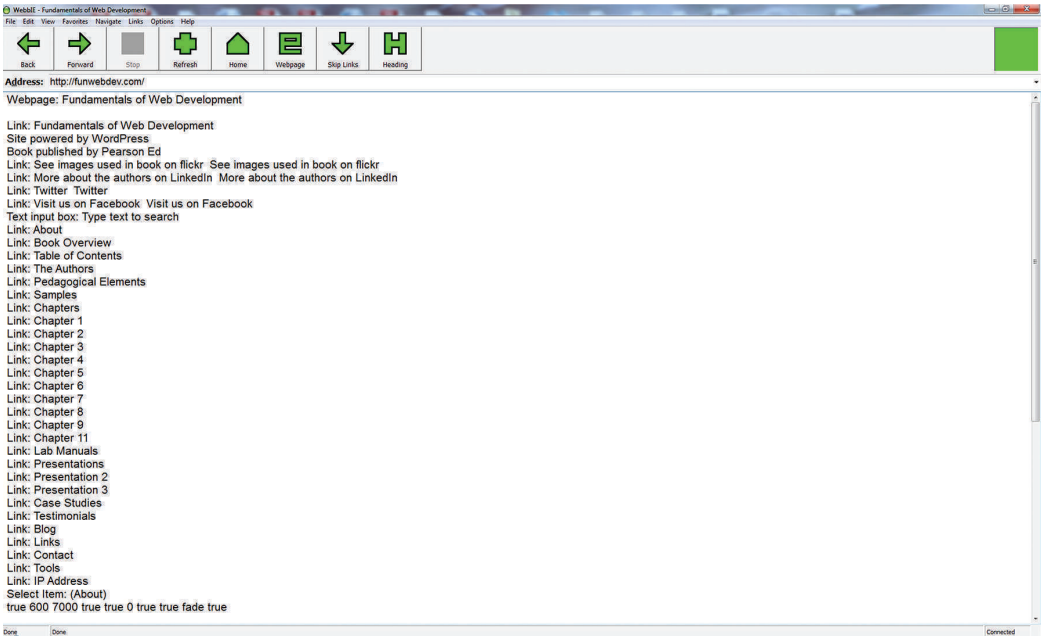 WebbIE - Fundamentals of Web Development
File Edit View Favorites Navigate Links Options Help
Back Forward Stop Refresh Home Webpage Skip Links Heading
Address: http://funwebdev.com/
Webpage: Fundamentals of Web Development
Link: Fundamentals of Web Development
Site powered by WordPress
Book published by Pearson Ed
Link: See images used in book on flickr See images used in book on flickr
Link: More about the authors on LinkedIn More about the authors on LinkedIn
Link: Twitter Twitter
Link: Visit us on Facebook Visit us on Facebook
Text input box: Type text to search
Link: About
Link: Book Overview
Link: Table of Contents
Link: The Authors
Link: Pedagogical Elements
Link: Samples
Link: Chapters
Link: Chapter 1
Link: Chapter 2
Link: Chapter 3
Link: Chapter 4
Link: Chapter 5
Link: Chapter 6
Link: Chapter 7
Link: Chapter 8
Link: Chapter 9
Link: Chapter 11
Link: Lab Manuals
Link: Presentations
Link: Presentation 2
Link: Presentation 3
Link: Case Studies
Link: Testimonials
Link: Blog
Link: Links
Link: Contact
Link: Tools
Link: IP Address
Select Item: (About)
true 600 7000 true true 0 true true fade true
Done Done Connected